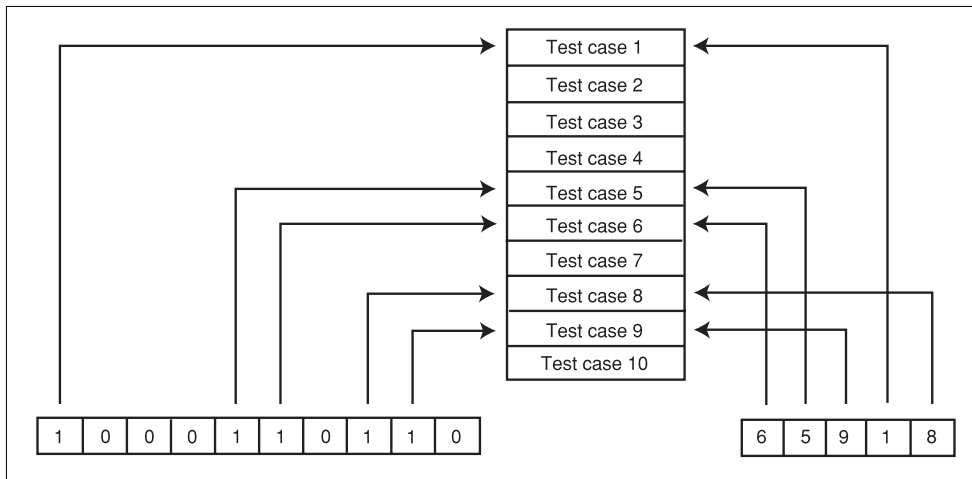 Test case 1
Test case 2
Test case 3
Test case 4
Test case 5
Test case 6
Test case 7
Test case 8
Test case 9
Test case 10
1 0 0 0 1 1 0 1 1 0
6 5 9 1 8